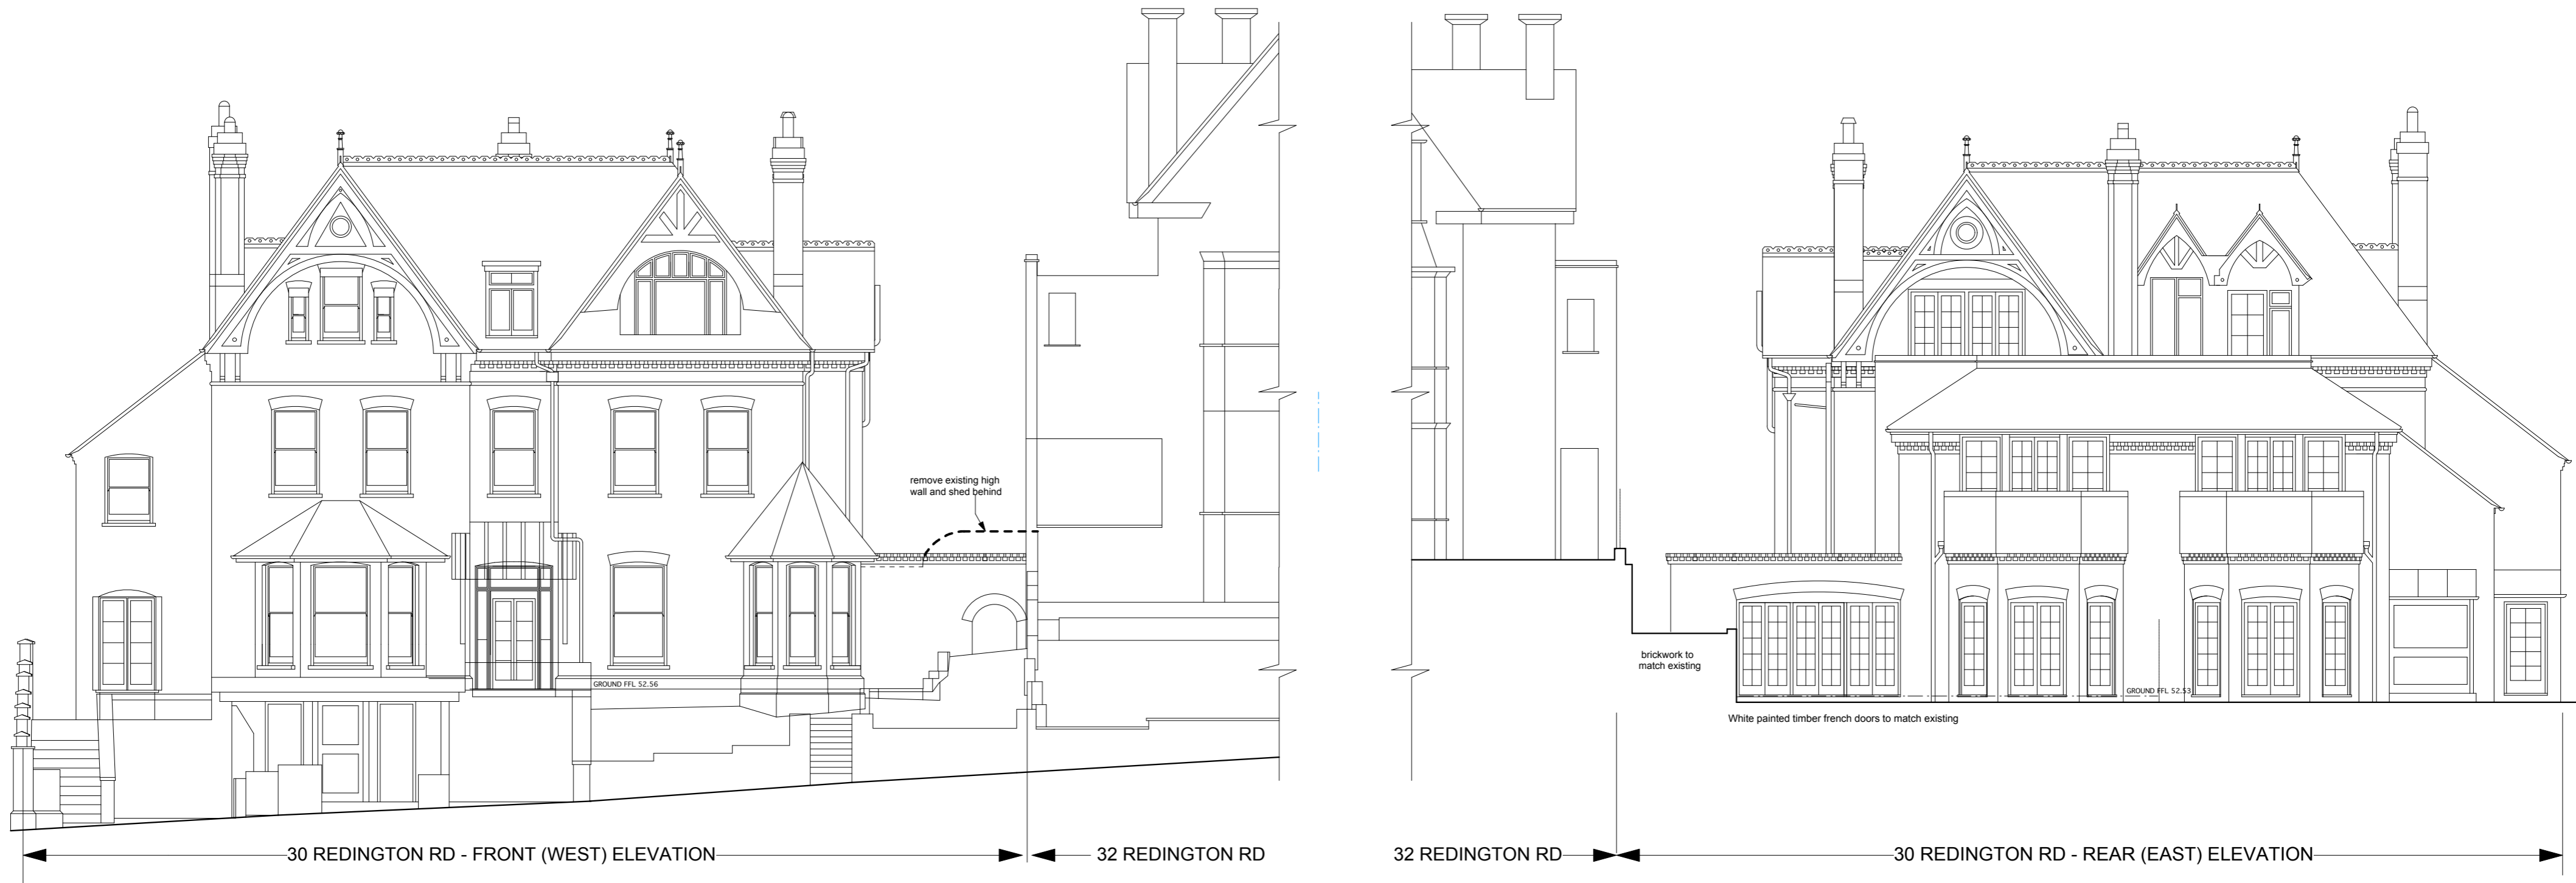 remove existing high
wall and shed behind
GROUND FFL 52.56
brickwork to
match existing
GROUND FFL 52.53
White painted timber french doors to match existing
30 REDINGTON RD - FRONT (WEST) ELEVATION
32 REDINGTON RD
32 REDINGTON RD
30 REDINGTON RD - REAR (EAST) ELEVATION